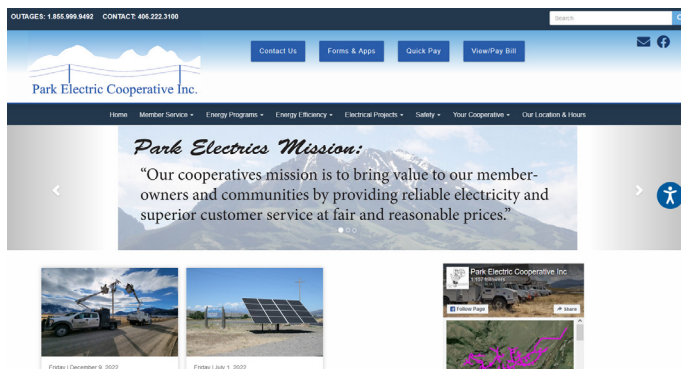 OUTAGES: 1.855.999.9492 CONTACT: 406.222.3100
Search
Contact Us
Forms & Apps
Quick Pay
View/Pay Bill
Park Electric Cooperative Inc.
Home
Member Service
Energy Programs
Energy Efficiency
Electrical Projects
Safety
Your Cooperative
Our Location & Hours
Park Electrics Mission:
“Our cooperatives mission is to bring value to our member-
owners and communities by providing reliable electricity and
superior customer service at fair and reasonable prices.”
Park Electric Cooperative Inc
1,107 followers
Follow Page
Share
Friday | December 9, 2022
Friday | July 1, 2022